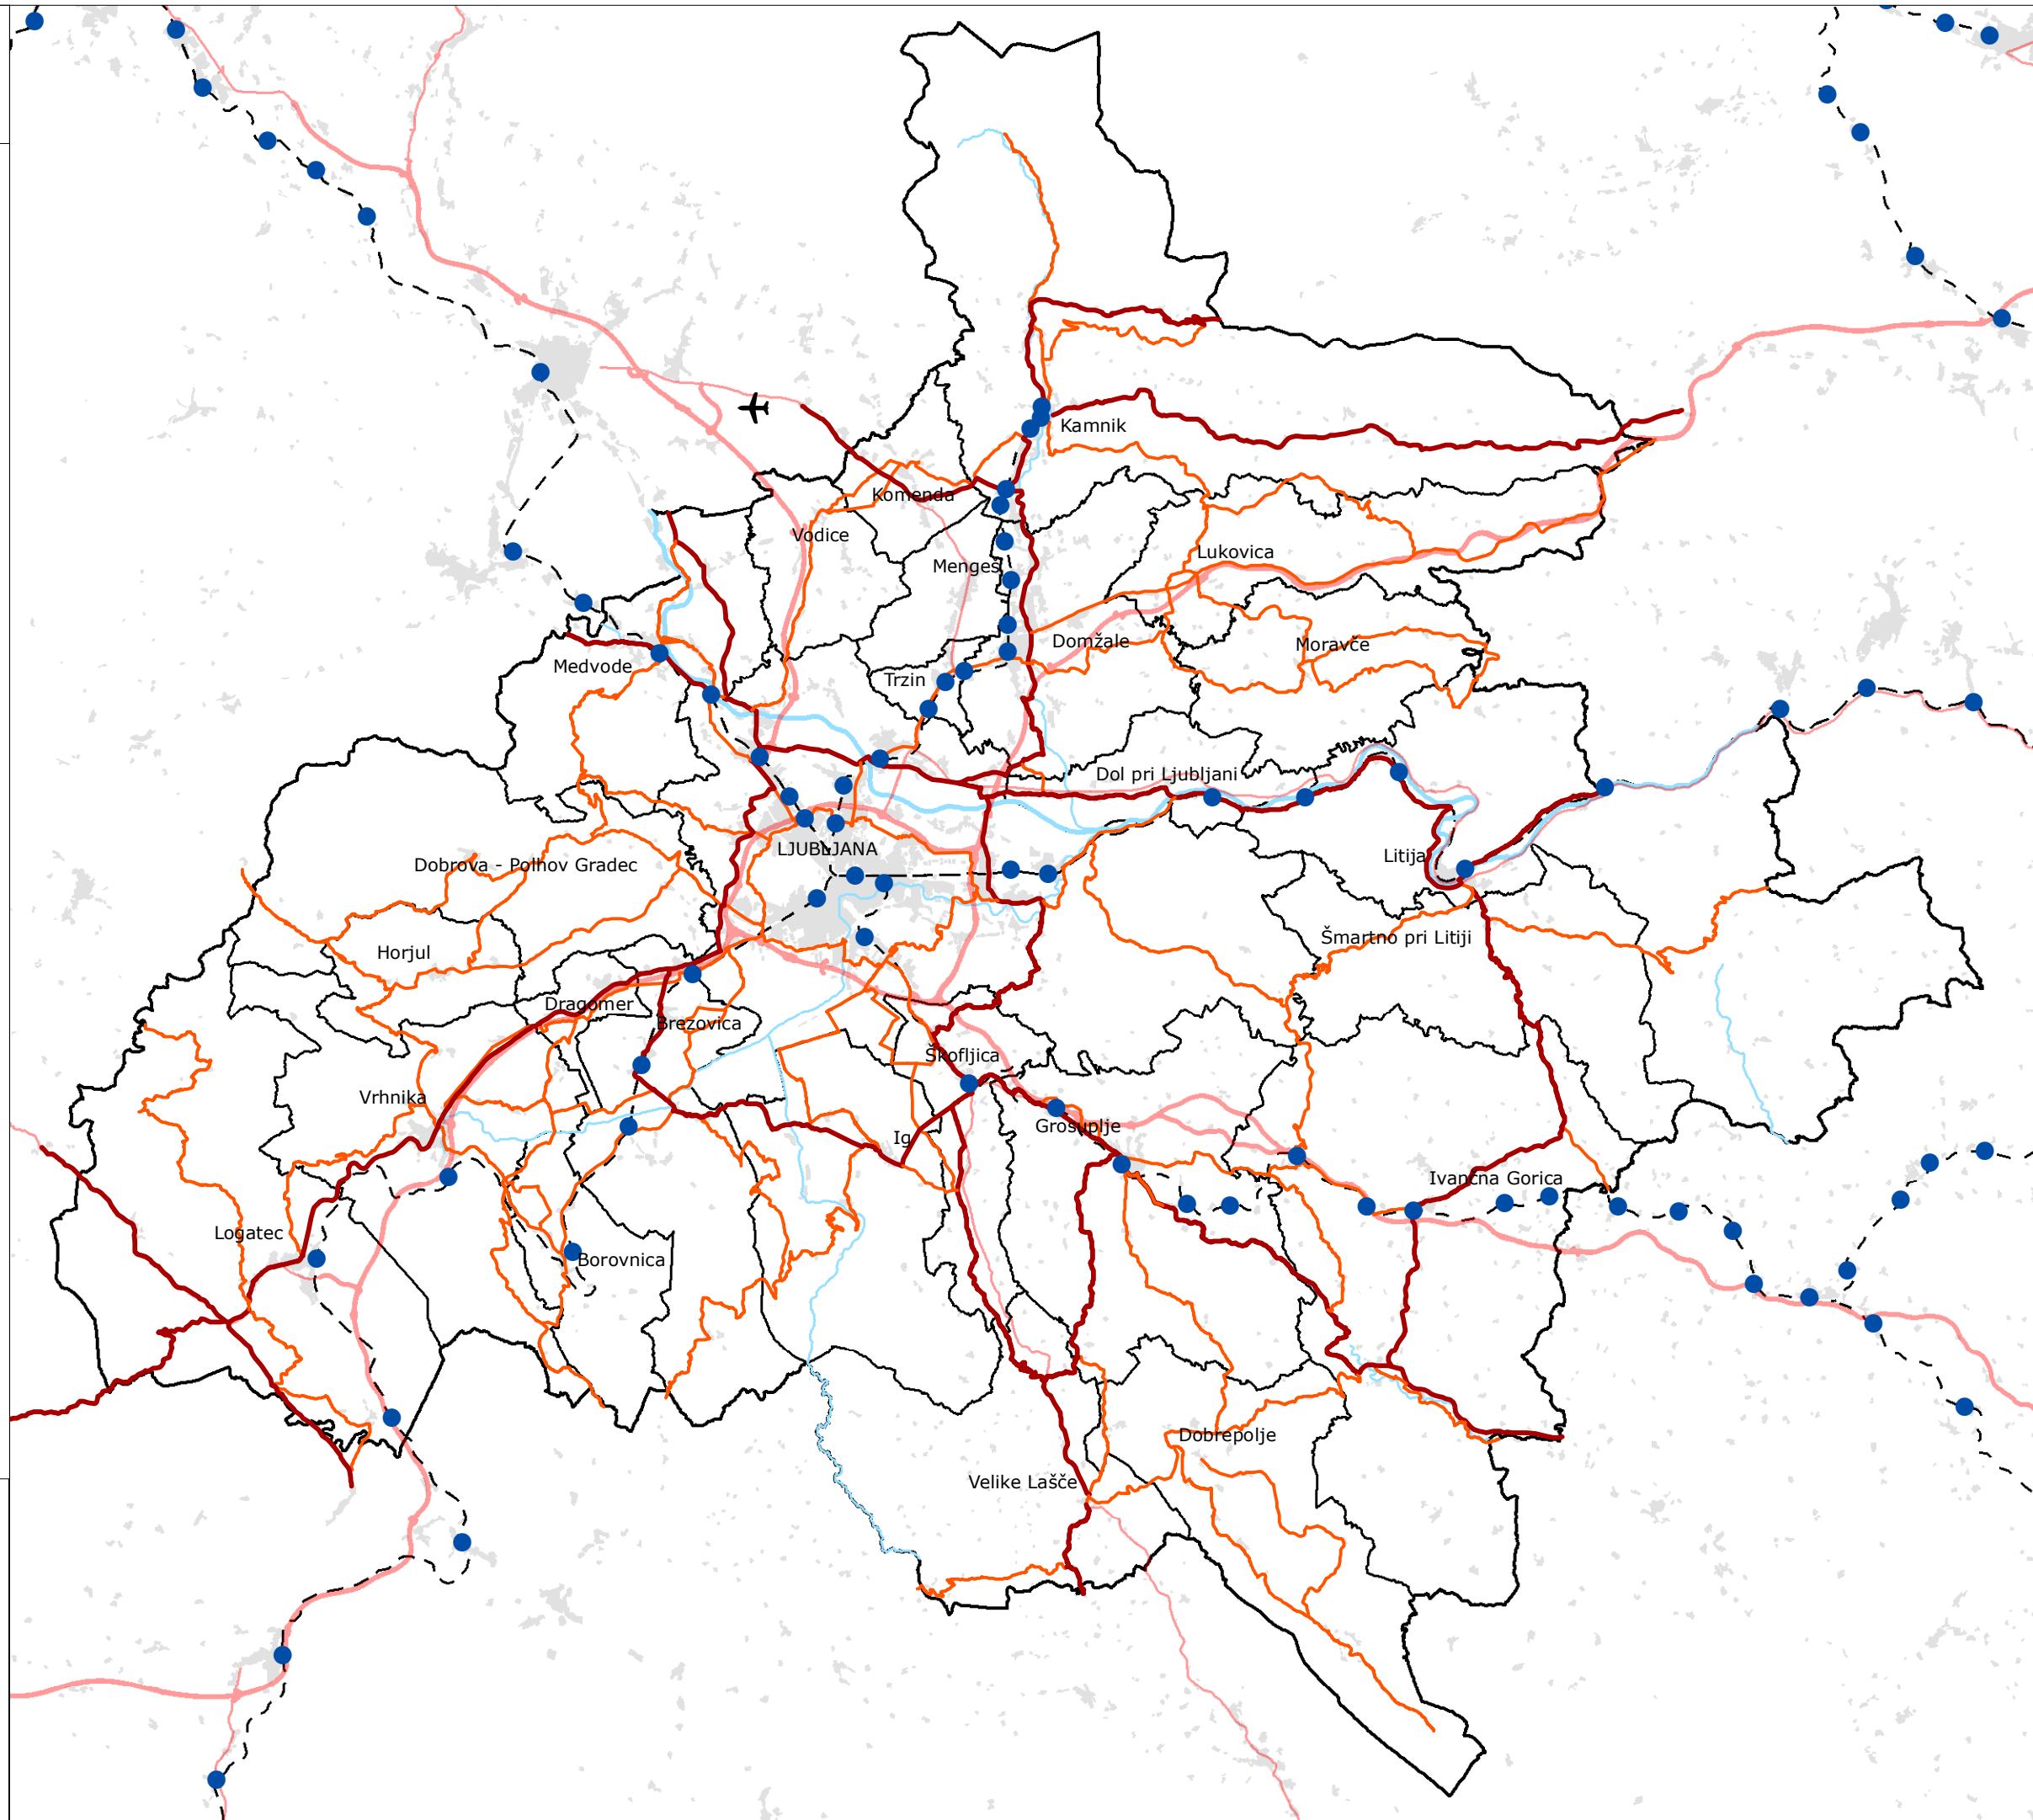 Kamnik
Komenda
Vodice
Lukovica
Mengeš
Domžale
Moravče
Medvode
Trzin
Dol pri Ljubljani
LJUBLJANA
Litija
Dobrova - Polhov Gradec
Šmartno pri Litiji
Horjul
Dragomer
Brezovica
Škofljica
Vrhnika
Grosuplje
Ig
Ivančna Gorica
Logatec
Borovnica
Dobrepolje
Velike Lašče